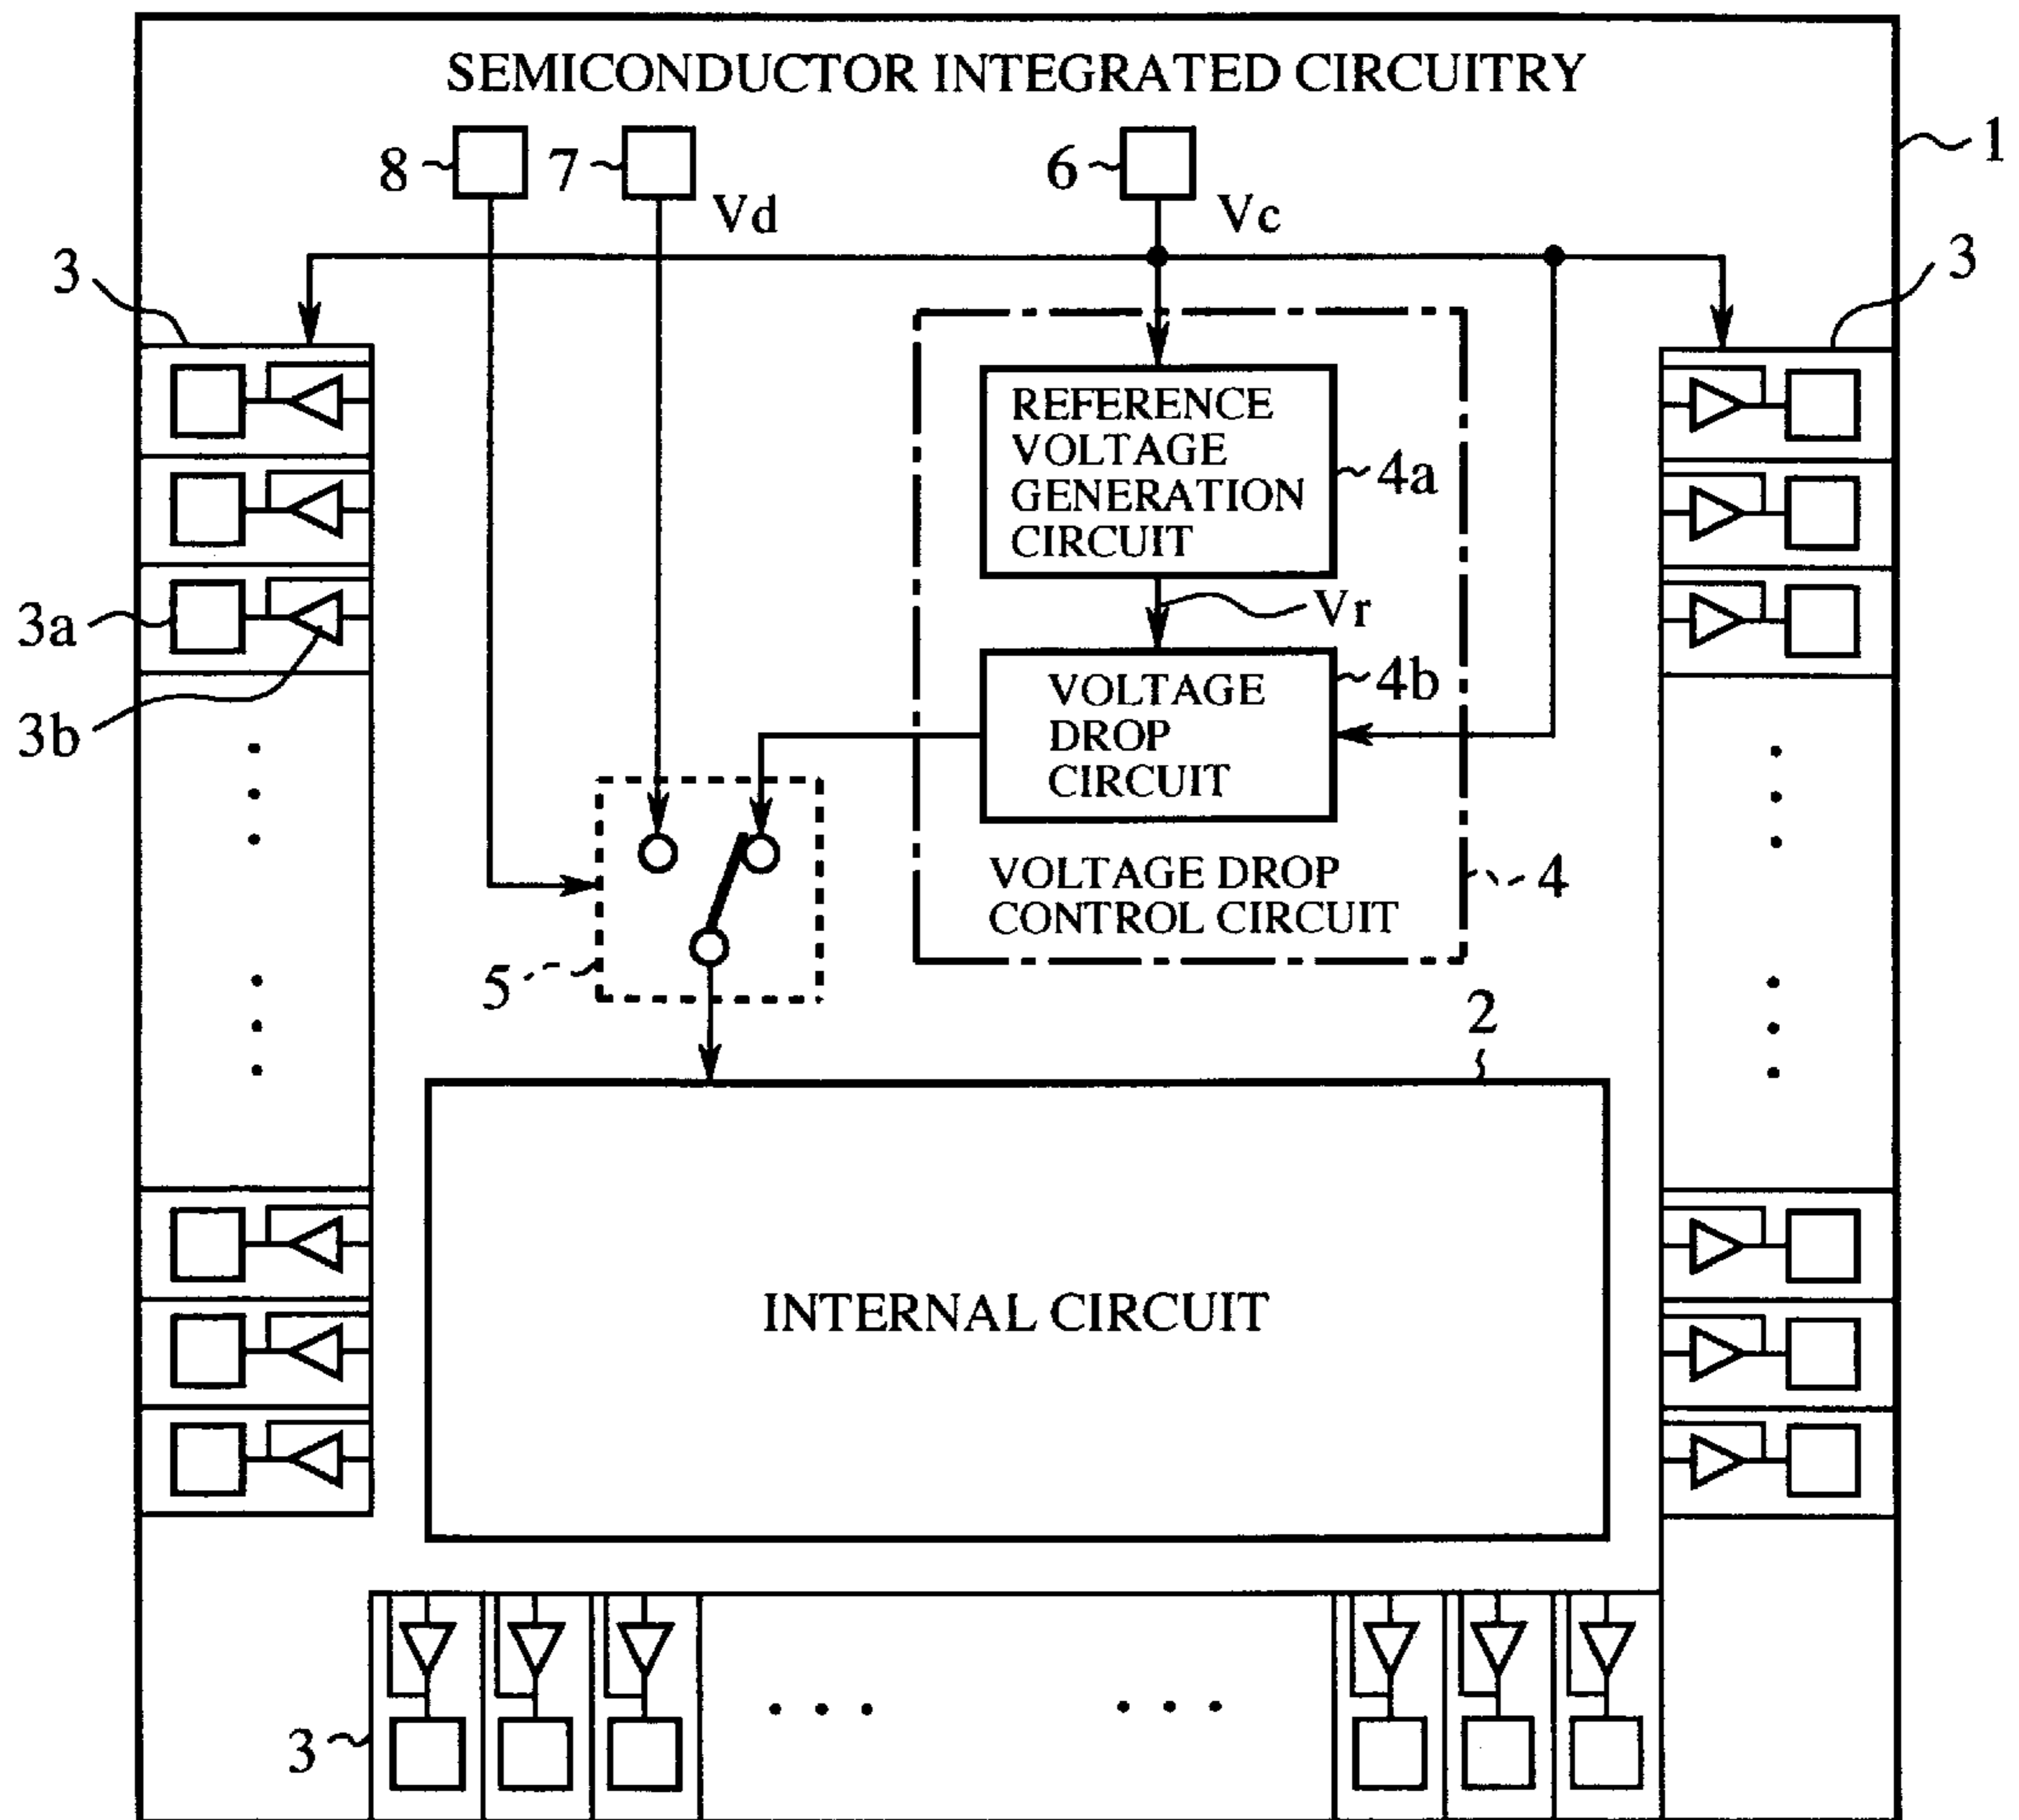 SEMICONDUCTOR INTEGRATED CIRCUITRY
1
8
7
6
Vd
Vc
3
3
REFERENCE
VOLTAGE
GENERATION
CIRCUIT
4a
Vr
3a
3b
VOLTAGE
DROP
CIRCUIT
4b
VOLTAGE DROP
CONTROL CIRCUIT
4
5
2
INTERNAL CIRCUIT
3